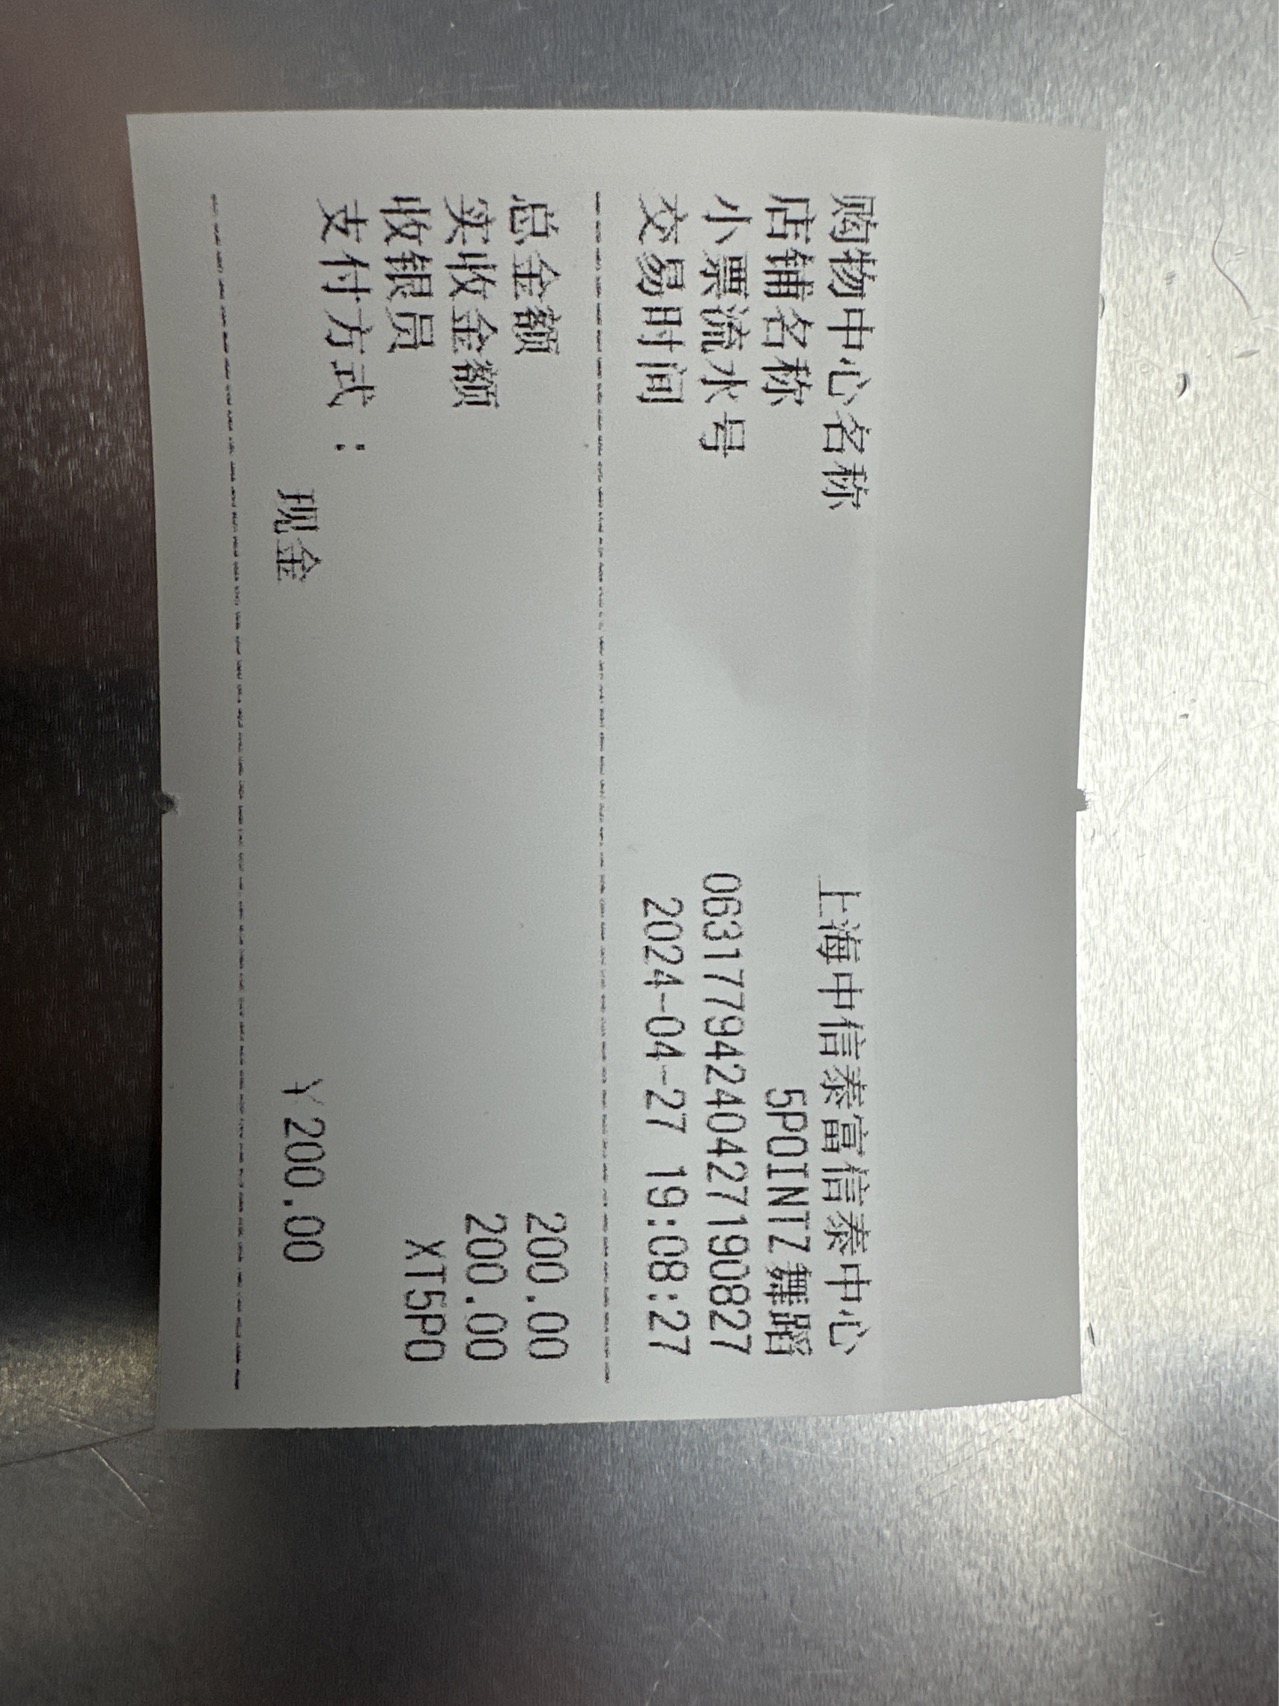 购物中心名称 上海中信泰富信泰中心
店铺名称 5POINTZ舞蹈
小票流水号 0631779424042719​0827
交易时间 2024-04-27 19:08:27
总金额 200.00
实收金额 200.00
收银员 XT5PO
支付方式：
现金 ¥200.00